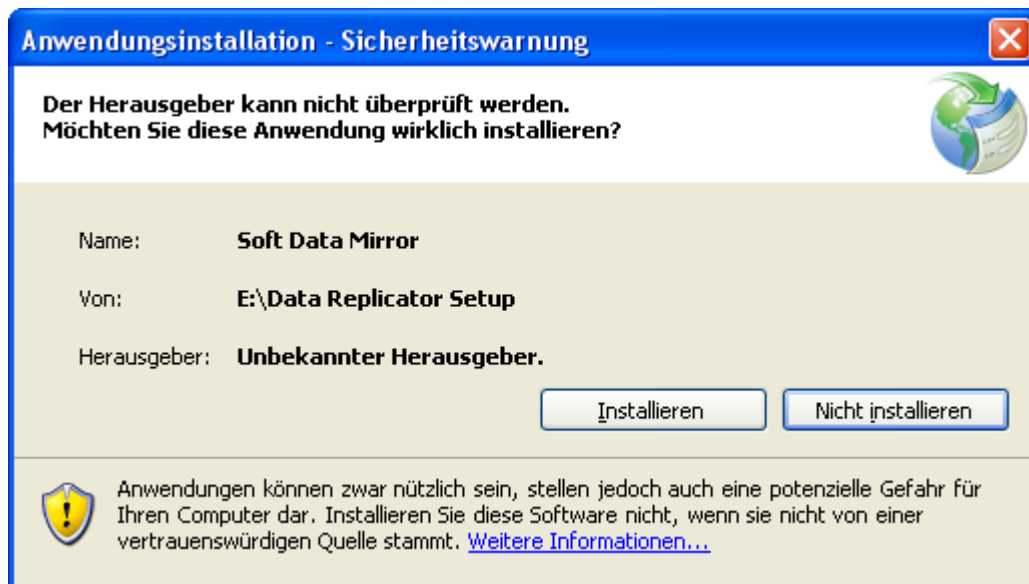 Anwendungsinstallation - Sicherheitswarnung
Der Herausgeber kann nicht überprüft werden.
Möchten Sie diese Anwendung wirklich installieren?
Name: Soft Data Mirror
Von: E:\Data Replicator Setup
Herausgeber: Unbekannter Herausgeber.
Installieren Nicht installieren
Anwendungen können zwar nützlich sein, stellen jedoch auch eine potenzielle Gefahr für
Ihren Computer dar. Installieren Sie diese Software nicht, wenn sie nicht von einer
vertrauenswürdigen Quelle stammt. Weitere Informationen...